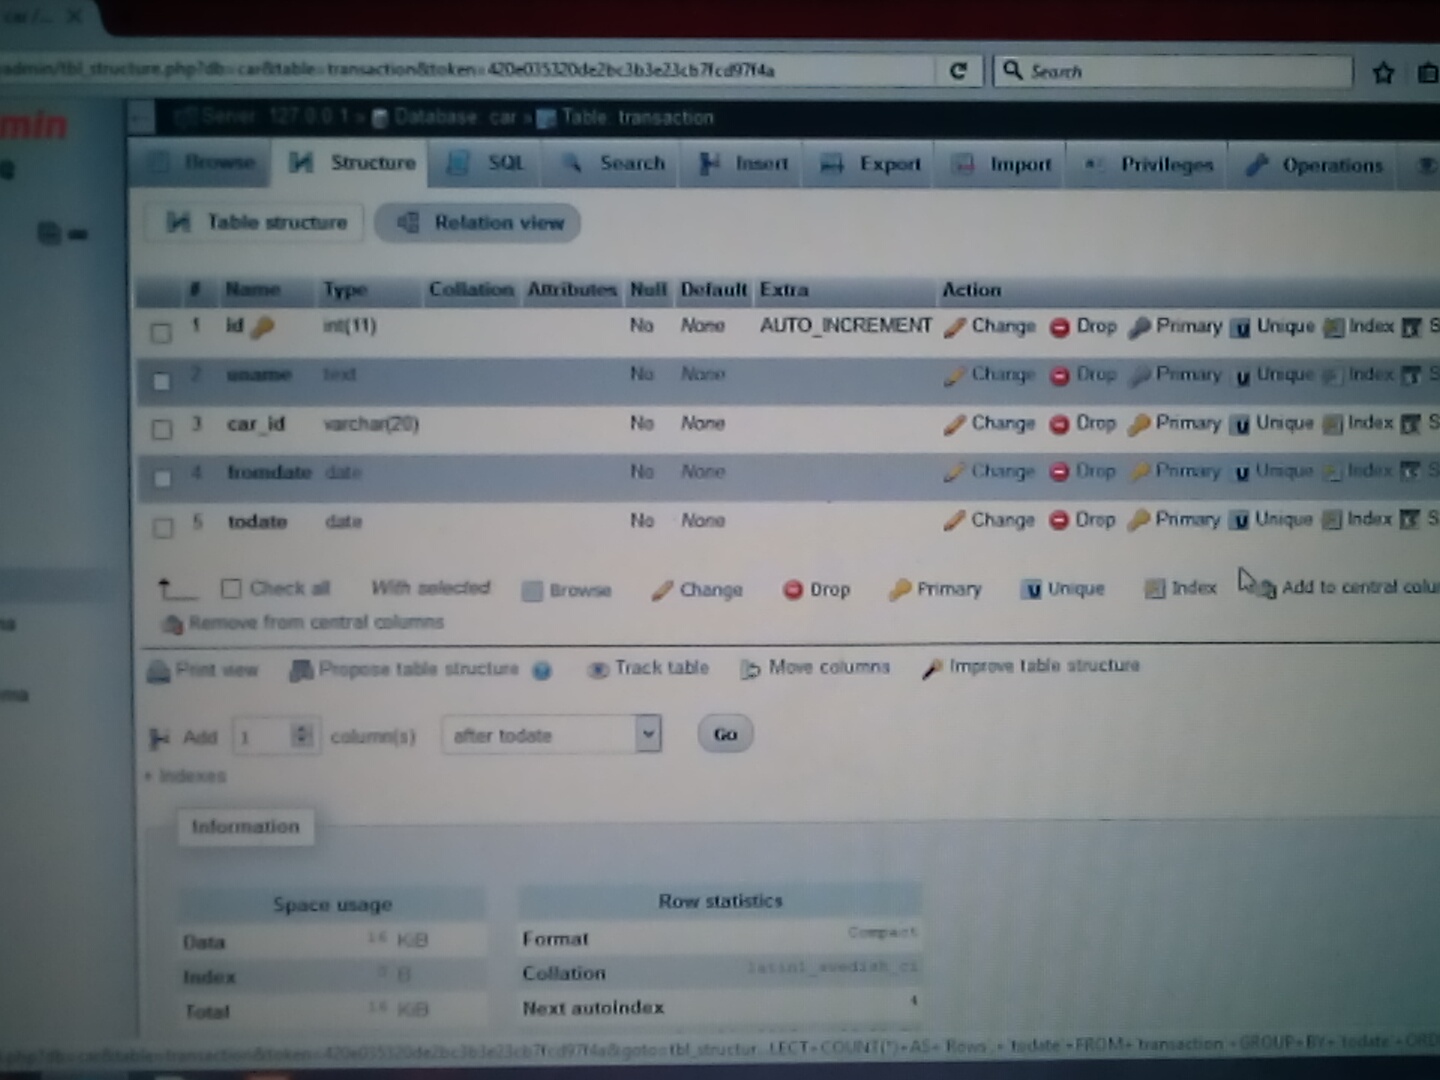 admin/tbl_structure.php?db=car&table=transaction&token=420e035320de2bc3b3e23cb7fcd97f4a Search
min
Server: 127.0.0.1 » Database: car » Table: transaction
Browse Structure SQL Search Insert Export Import Privileges Operations
Table structure Relation view
# Name Type Collation Attributes Null Default Extra Action
1 id int(11) No None AUTO_INCREMENT Change Drop Primary Unique Index S
2 uname text No None Change Drop Primary Unique Index S
3 car_id varchar(20) No None Change Drop Primary Unique Index S
4 fromdate date No None Change Drop Primary Unique Index S
5 todate date No None Change Drop Primary Unique Index S
Check all With selected Browse Change Drop Primary Unique Index Add to central colu
Remove from central columns
Print view Propose table structure Track table Move columns Improve table structure
Add 1 column(s) after todate Go
+ Indexes
Information
Space usage Row statistics
Data 16 KiB Format Compact
Index 0 B Collation latin1_swedish_ci
Total 16 KiB Next autoindex 4
php?db=car&table=transaction&token=420e035320de2bc3b3e23cb7fcd97f4a&goto=tbl_structur...LECT+COUNT(*)+AS+`Rows`,+`todate`+FROM+`transaction`+GROUP+BY+`todate`+ORD